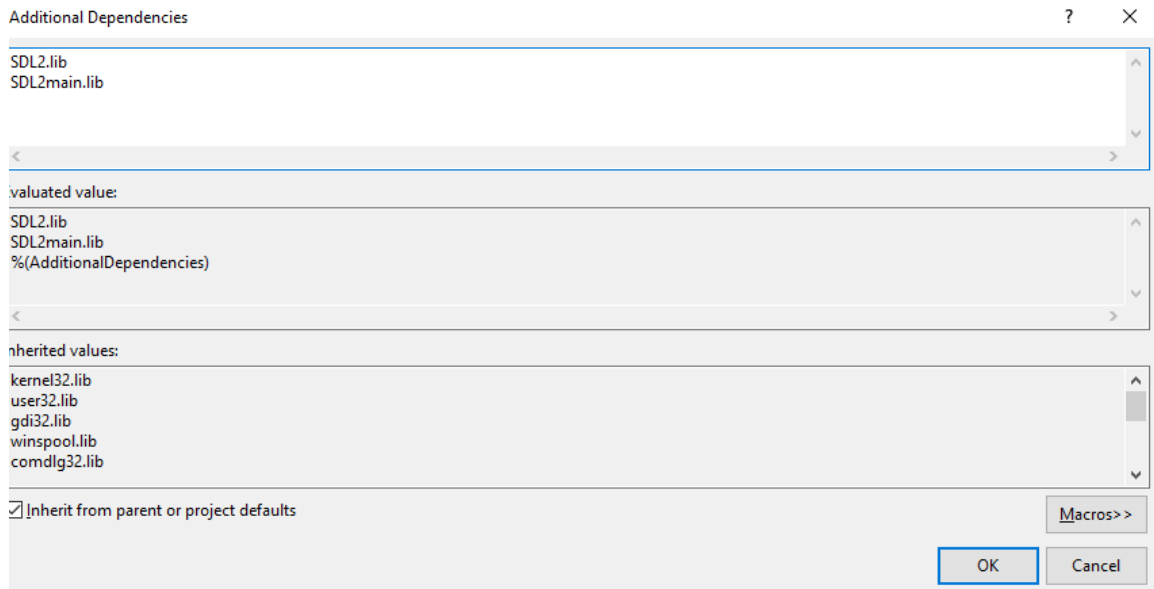 Additional Dependencies
?
SDL2.lib
SDL2main.lib
valuated value:
SDL2.lib
SDL2main.lib
%(AdditionalDependencies)
nherited values:
kernel32.lib
user32.lib
gdi32.lib
winspool.lib
comdlg32.lib
Inherit from parent or project defaults
Macros>>
OK
Cancel